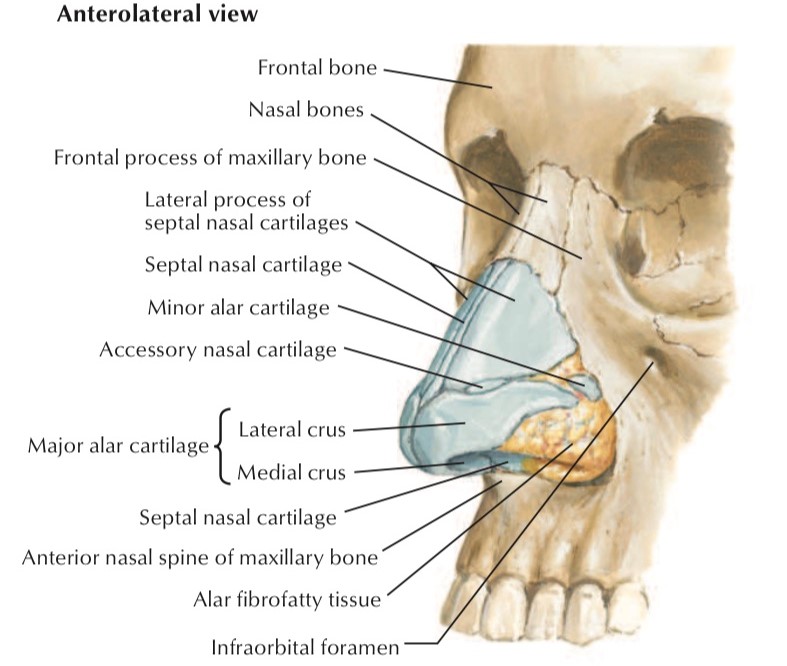 Anterolateral view
Frontal bone
Nasal bones
Frontal process of maxillary bone
Lateral process of
septal nasal cartilages
Septal nasal cartilage
Minor alar cartilage
Accessory nasal cartilage
Major alar cartilage
Lateral crus
Medial crus
Septal nasal cartilage
Anterior nasal spine of maxillary bone
Alar fibrofatty tissue
Infraorbital foramen